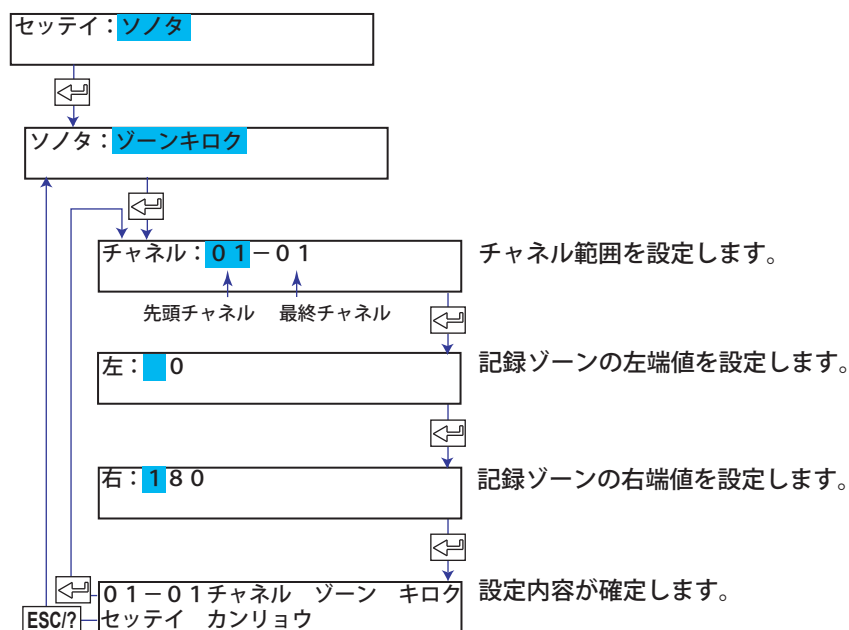 セッテイ：ソノタ
ソノタ：ゾーンキロク
チャネル：０１－０１
チャネル範囲を設定します。
先頭チャネル　最終チャネル
左：　０
記録ゾーンの左端値を設定します。
右：１８０
記録ゾーンの右端値を設定します。
０１－０１チャネル　ゾーン　キロク
設定内容が確定します。
ESC/?
セッテイ　カンリョウ